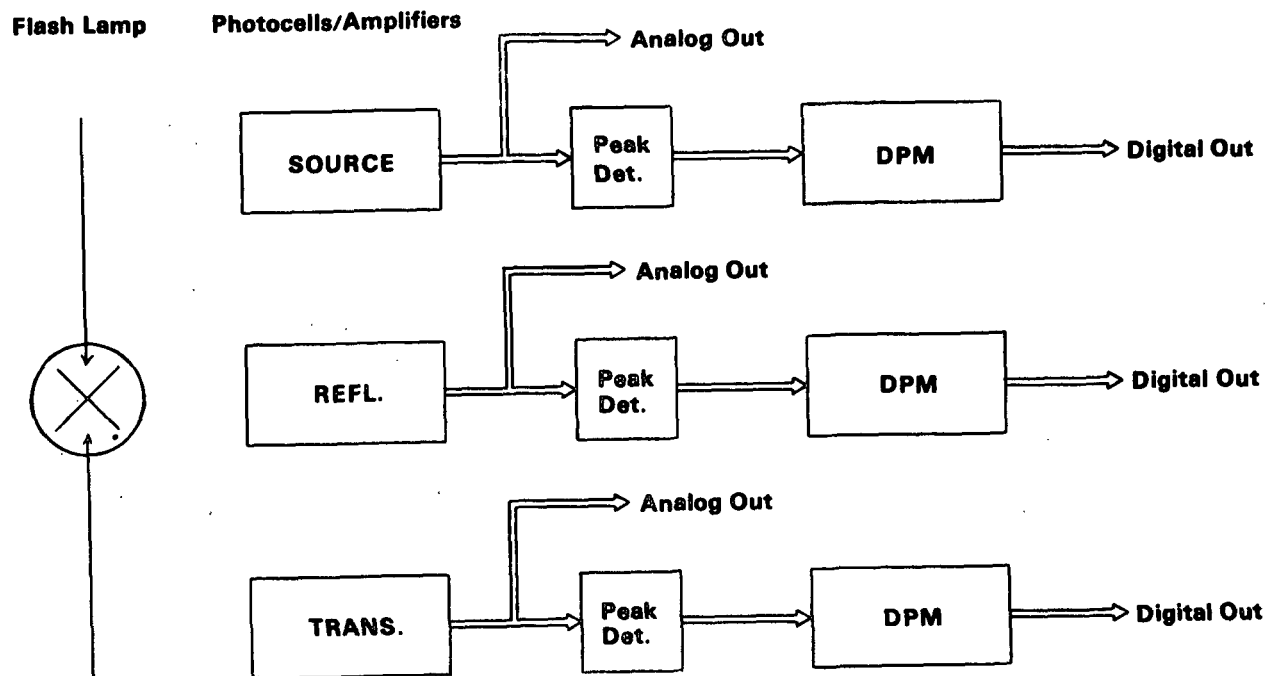 Flash Lamp
Photocells/Amplifiers
Analog Out
SOURCE
Peak
Det.
DPM
Digital Out
Analog Out
REFL.
Peak
Det.
DPM
Digital Out
Analog Out
TRANS.
Peak
Det.
DPM
Digital Out